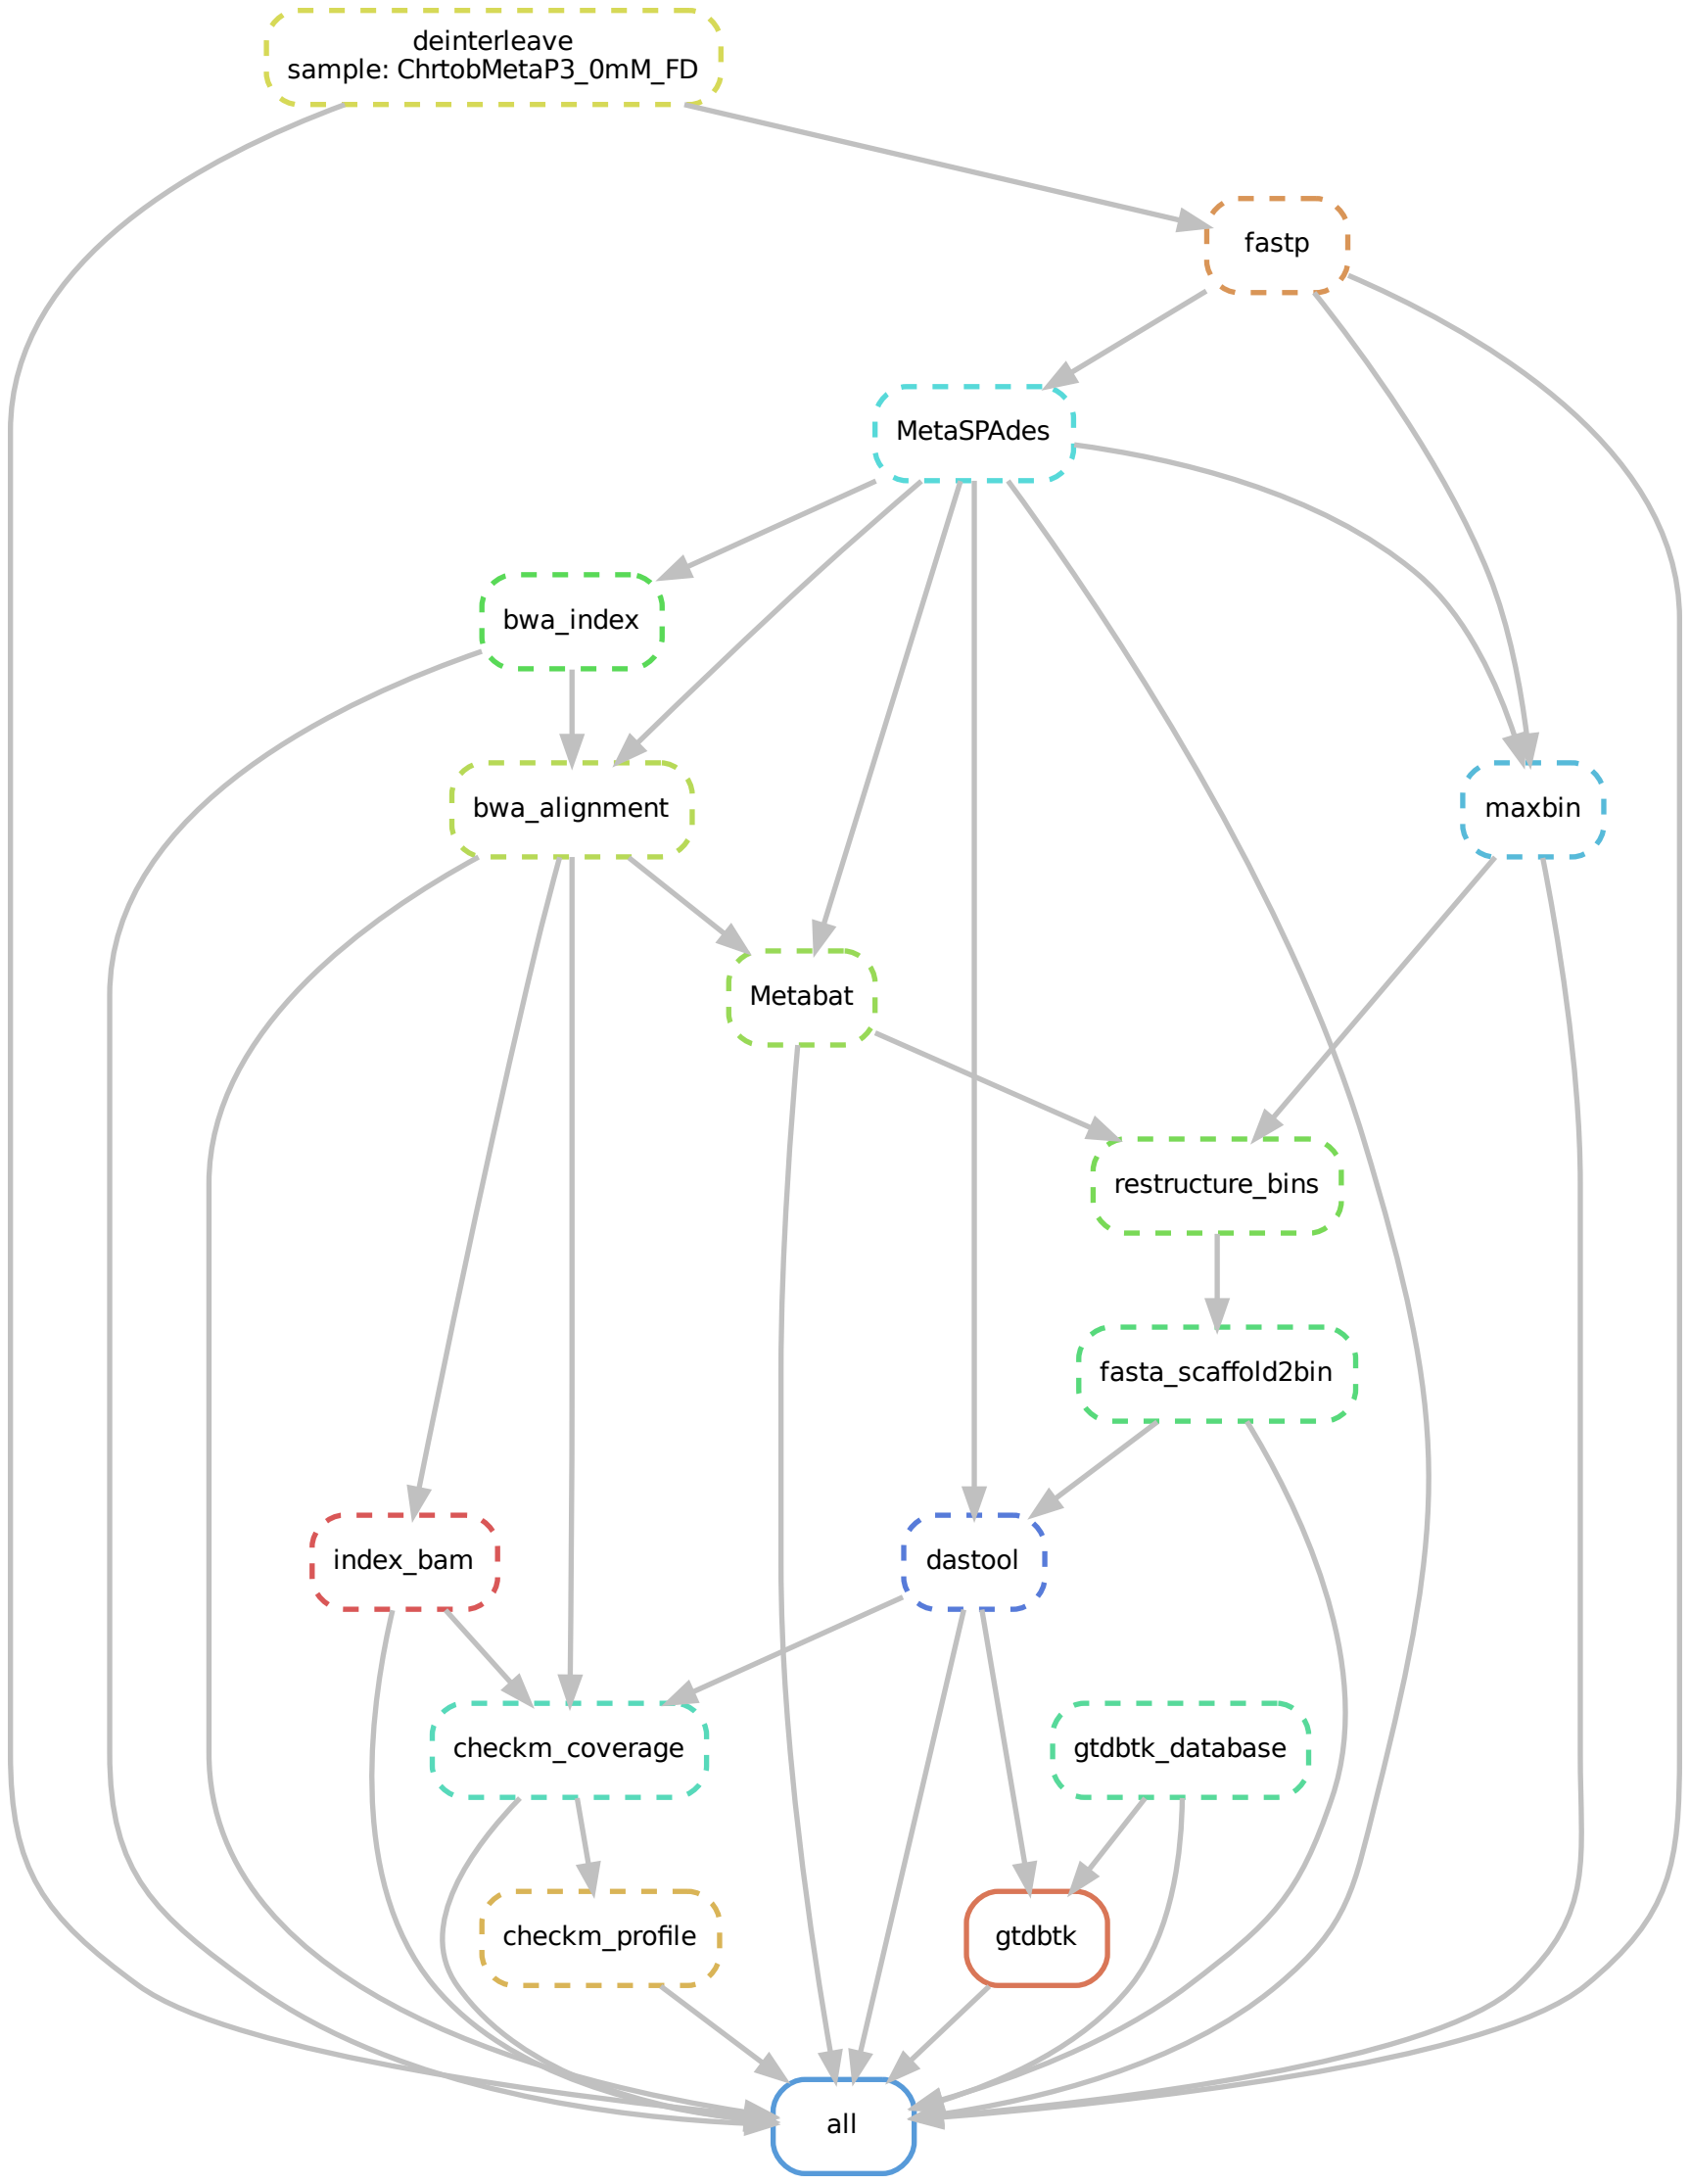 deinterleave
sample: ChrtobMetaP3_0mM_FD
fastp
MetaSPAdes
bwa_index
bwa_alignment
maxbin
Metabat
restructure_bins
fasta_scaffold2bin
index_bam
dastool
checkm_coverage
gtdbtk_database
checkm_profile
gtdbtk
all